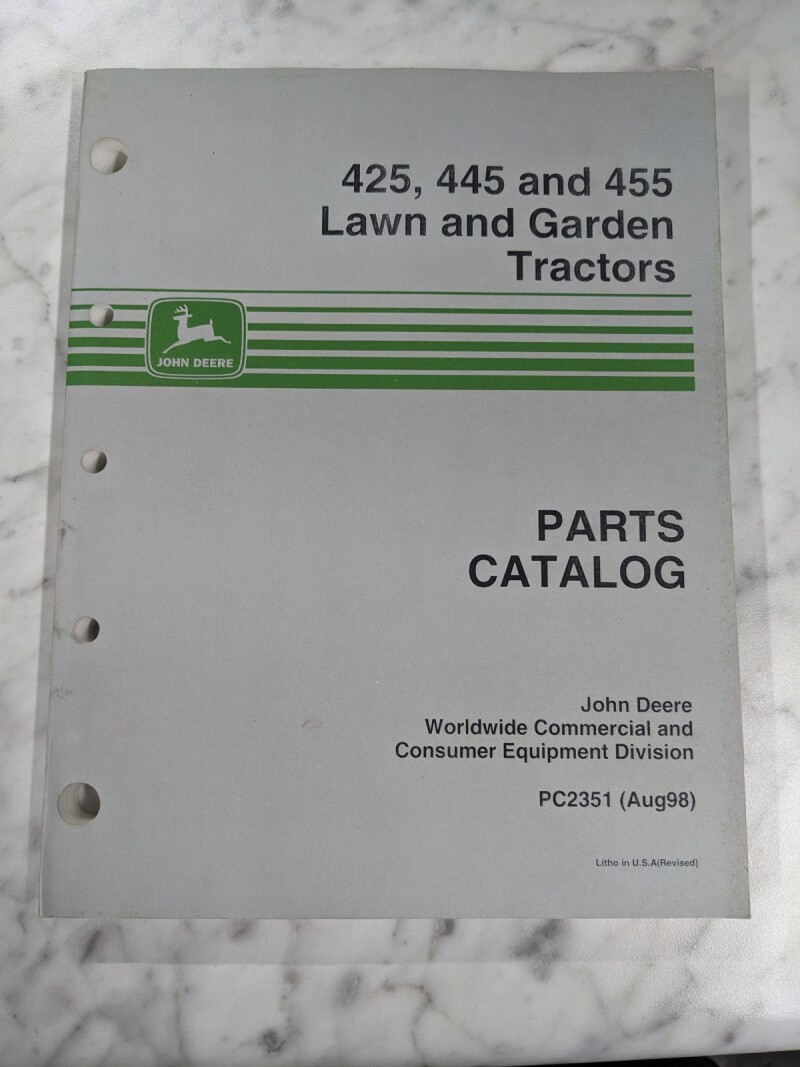 425, 445 and 455
Lawn and Garden
Tractors
JOHN DEERE
PARTS
CATALOG
John Deere
Worldwide Commercial and
Consumer Equipment Division
PC2351 (Aug98)
Litho in U.S.A(Revised)